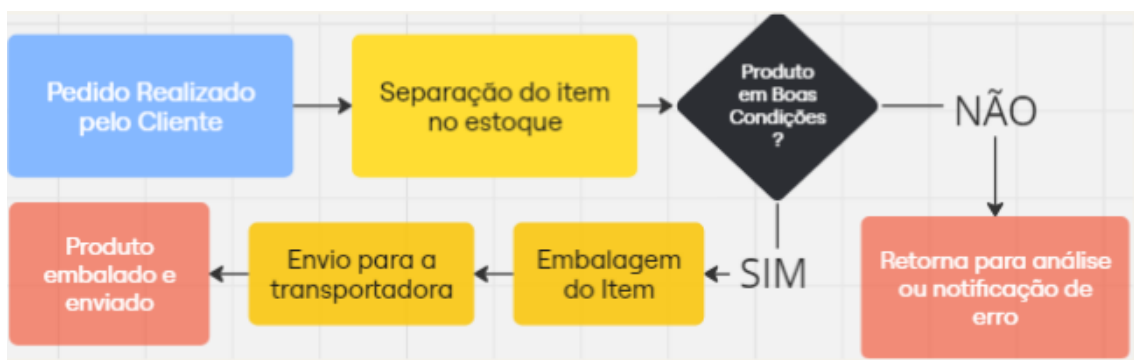 Pedido Realizado
pelo Cliente
Separação do item
no estoque
Produto
em Boas
Condições
?
NÃO
Retorna para análise
ou notificação de
erro
SIM
Embalagem
do Item
Envio para a
transportadora
Produto
embalado e
enviado